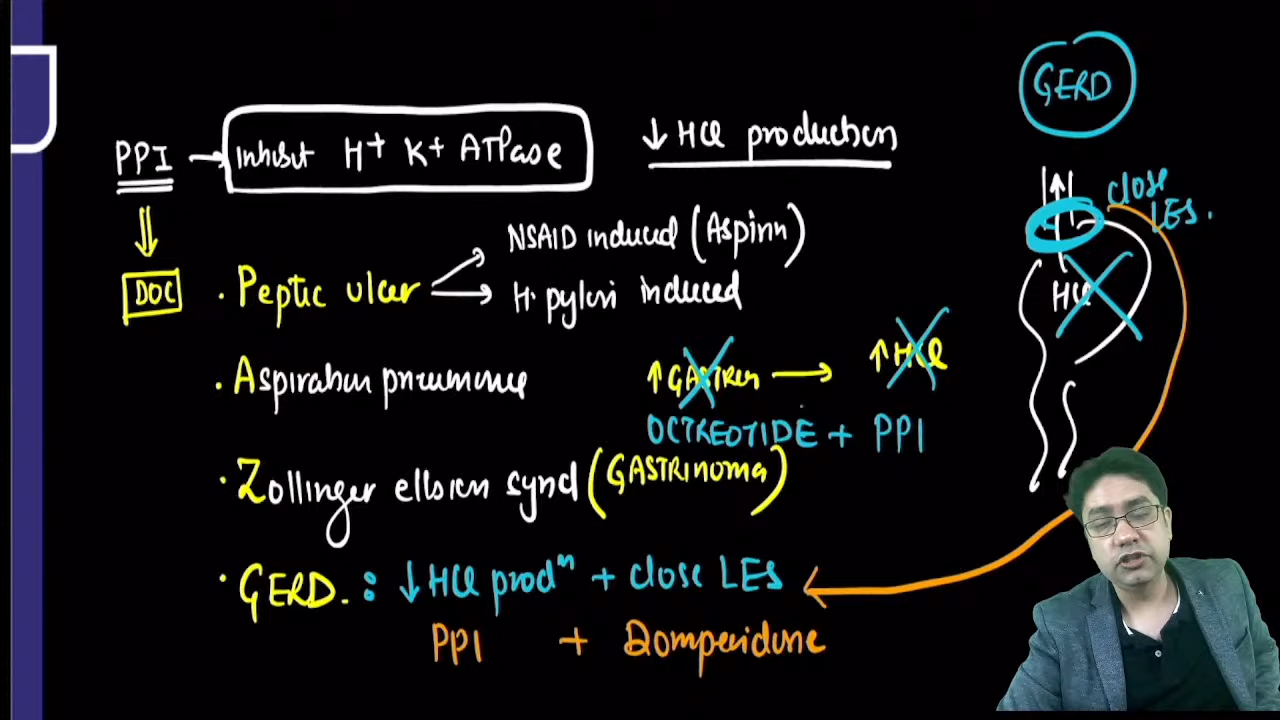 GERD
PPI → Inhibit H+ K+ ATPase
↓ HCl production
close LES.
HCl
DOC
· Peptic ulcer
NSAID induced (Aspirin)
H. pylori induced
· Aspiration pneumonia
↑ GASTRIN → ↑ HCl
OCTREOTIDE + PPI
· Zollinger ellison synd (GASTRINOMA)
· GERD. : ↓ HCl prodⁿ + close LES
PPI + Domperidone